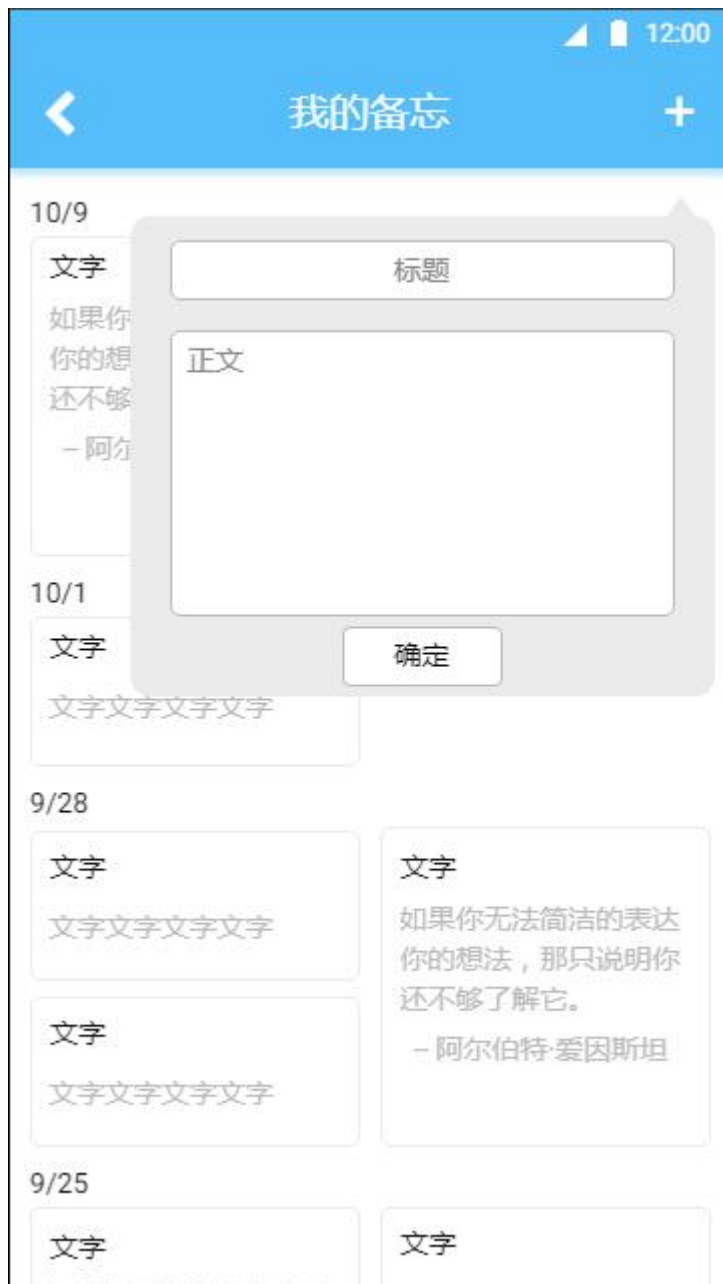 12:00
我的备忘
10/9
文字
如果你
你的想
还不够
– 阿尔
标题
正文
确定
10/1
文字
文字文字文字文字
9/28
文字
文字文字文字文字
文字
文字文字文字文字
文字
如果你无法简洁的表达
你的想法，那只说明你
还不够了解它。
– 阿尔伯特·爱因斯坦
9/25
文字
文字